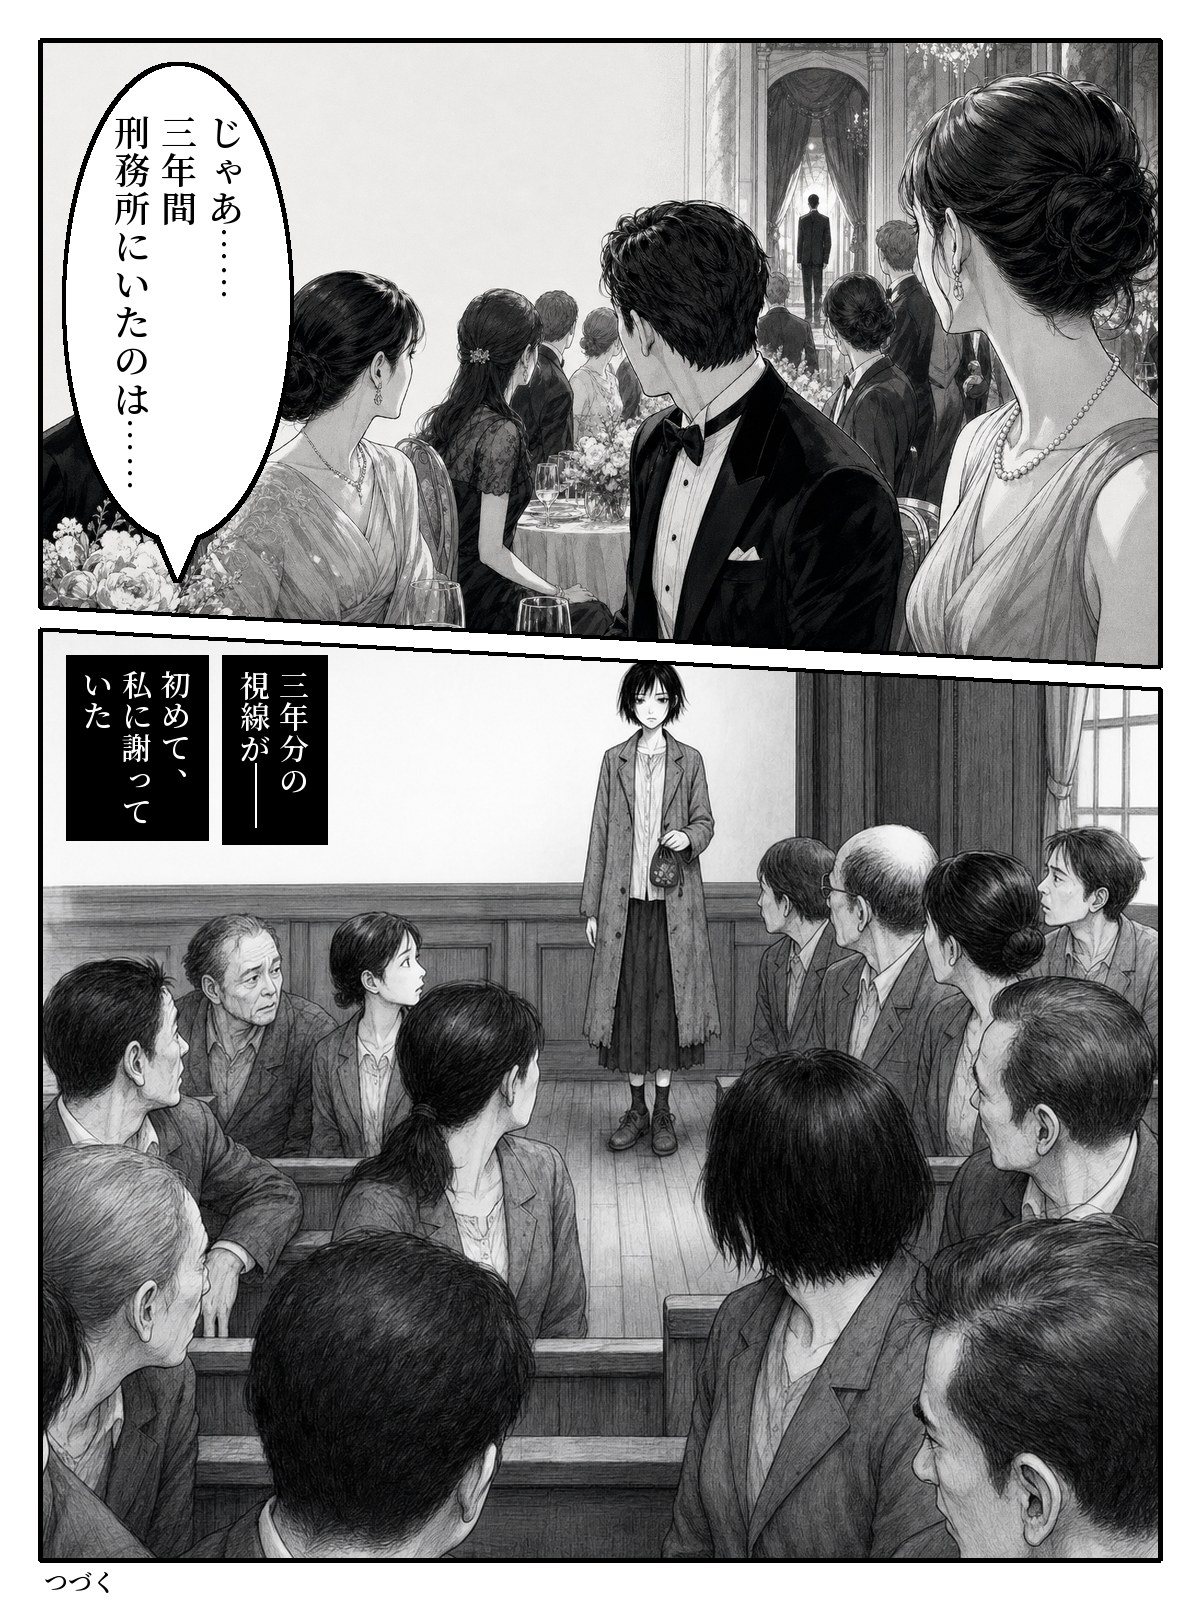 じゃあ……
三年間
刑務所にいたのは……
三年分の
視線が――
初めて、
私に謝って
いた
つづく